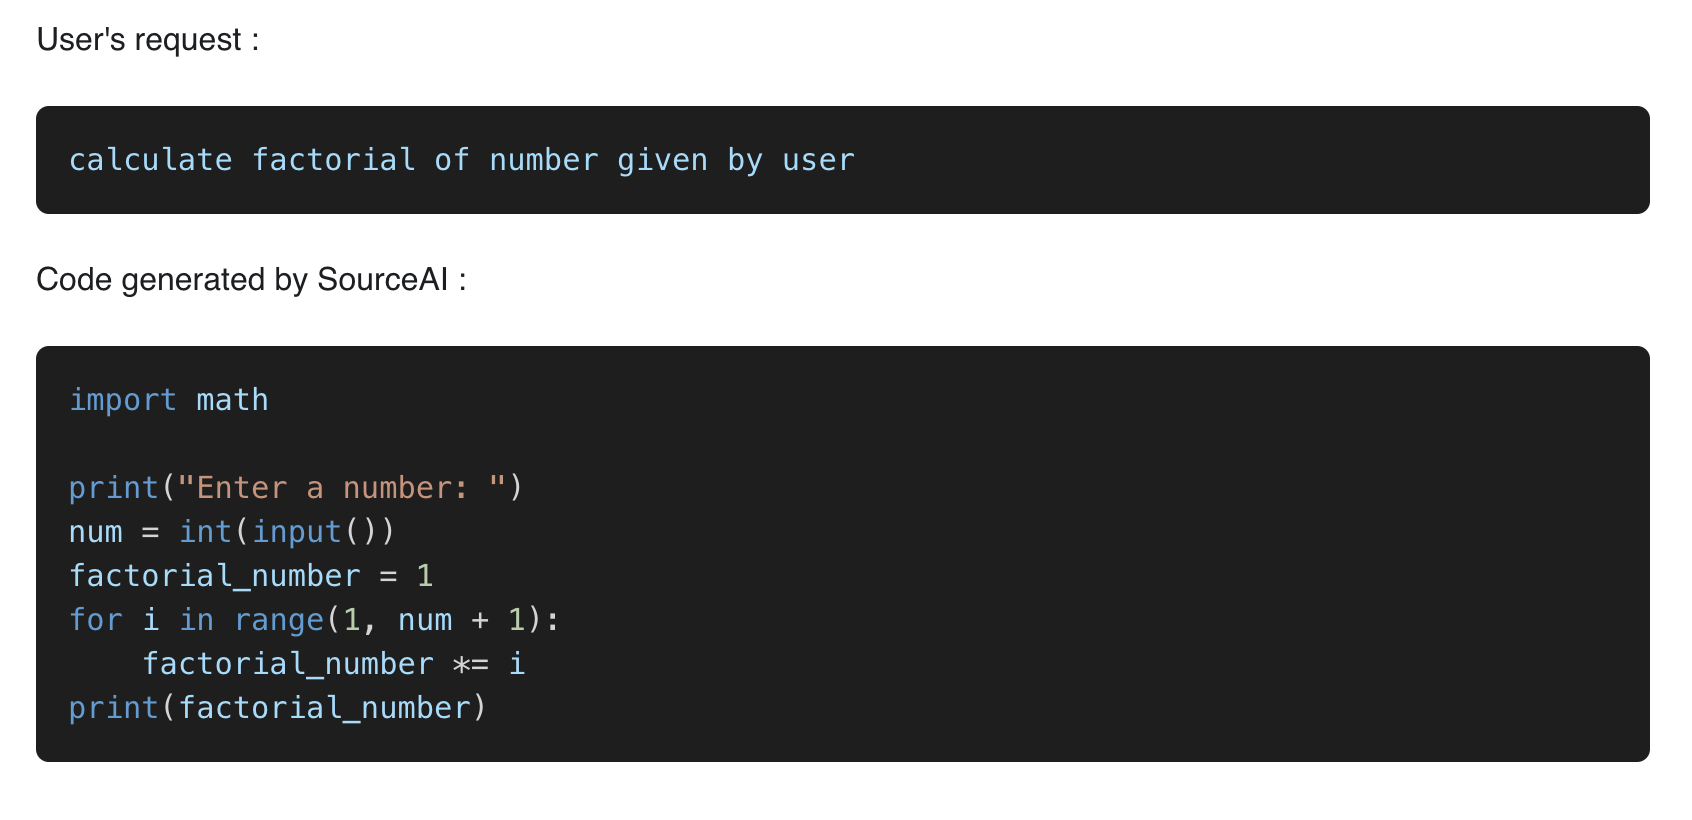 User's request :
calculate factorial of number given by user
Code generated by SourceAI :
import math
print("Enter a number: ")
num = int(input())
factorial_number = 1
for i in range(1, num + 1):
    factorial_number *= i
print(factorial_number)